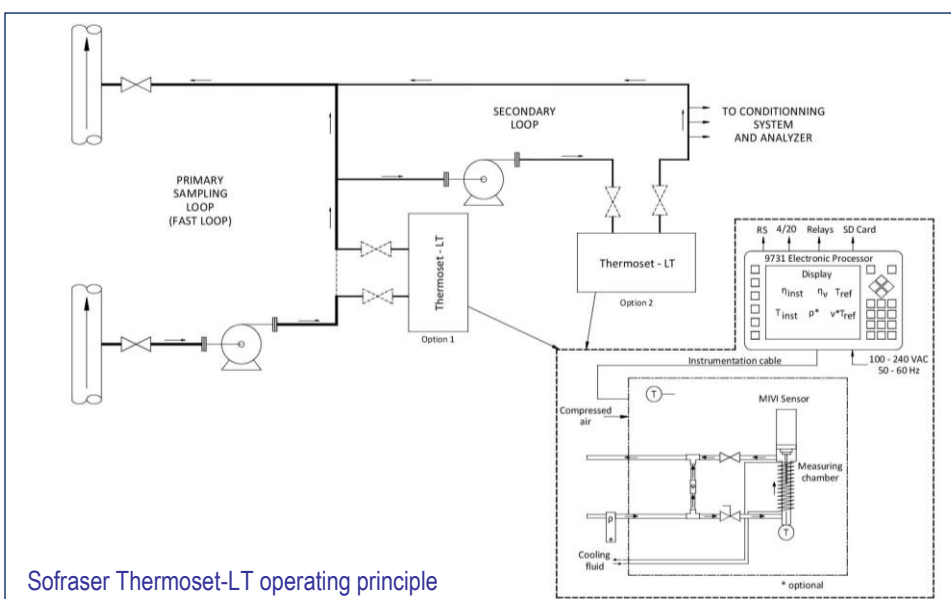 SECONDARY
LOOP
TO CONDITIONNING
SYSTEM
AND ANALYZER
PRIMARY
SAMPLING
LOOP
(FAST LOOP)
Thermoset - LT
Option 1
Thermoset - LT
Option 2
RS 4/20 Relays SD Card
9731 Electronic Processor
Display
ηinst ηv Tref
Tinst ρ* v*Tref
Instrumentation cable
100 - 240 VAC
50 - 60 Hz
T
Compressed
air
MIVI Sensor
Measuring
chamber
ρ
*
T
Cooling
fluid
* optional
Sofraser Thermoset-LT operating principle